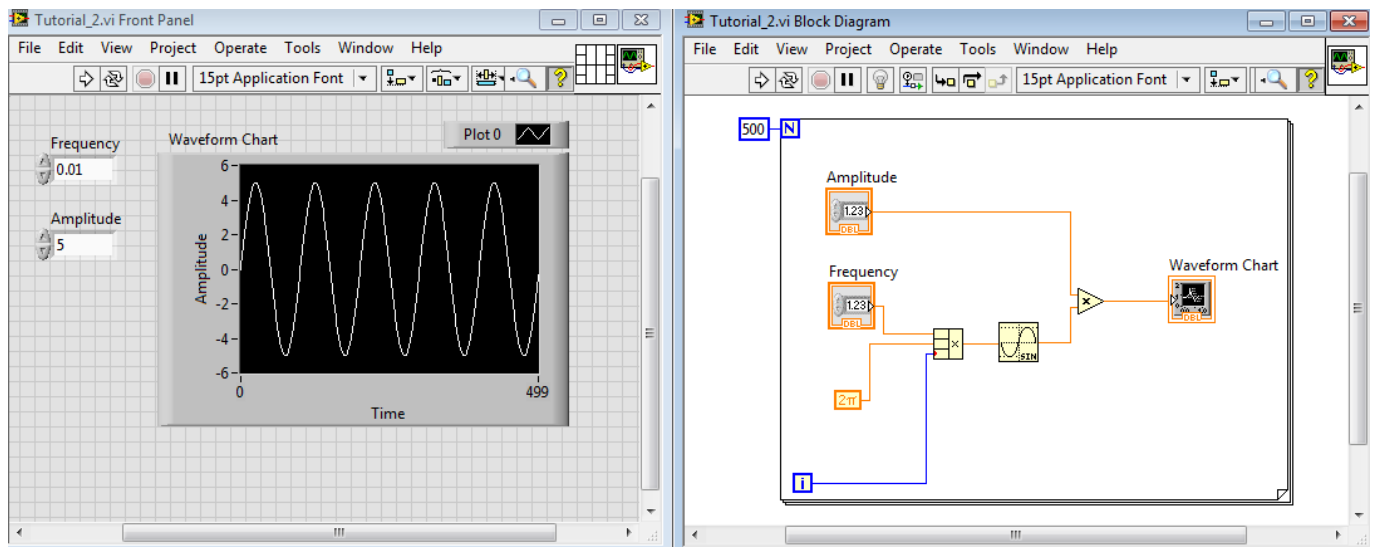 Tutorial_2.vi Front Panel
File Edit View Project Operate Tools Window Help
15pt Application Font
Frequency
0.01
Amplitude
5
Waveform Chart
Plot 0
Amplitude
6
4
2
0
-2
-4
-6
0
499
Time
Tutorial_2.vi Block Diagram
File Edit View Project Operate Tools Window Help
15pt Application Font
500
N
Amplitude
1.23
DBL
Frequency
1.23
DBL
2π
i
×
SIN
×
Waveform Chart
DBL